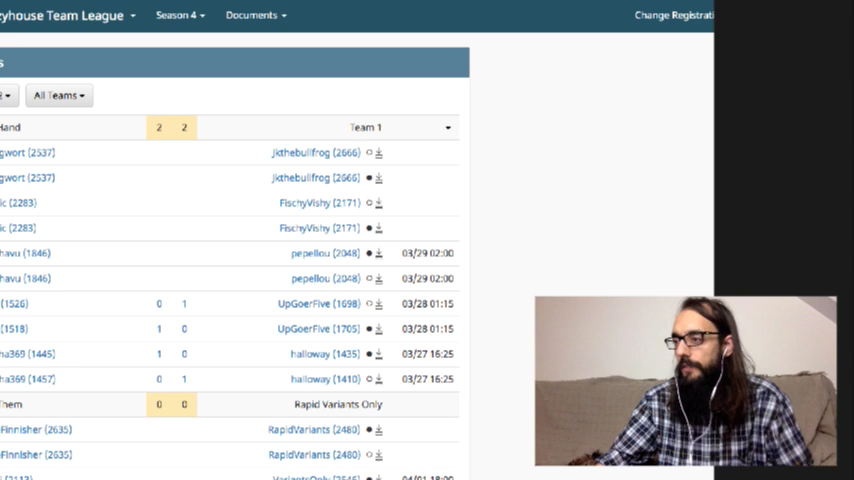 zyhouse Team League Season 4 Documents Change Registrati
s
2 All Teams
Hand 2 2 Team 1
gwort (2537) Jkthebullfrog (2666)
gwort (2537) Jkthebullfrog (2666)
ic (2283) FischyVishy (2171)
ic (2283) FischyVishy (2171)
havu (1846) pepellou (2048) 03/29 02:00
havu (1846) pepellou (2048) 03/29 02:00
(1526) 0 1 UpGoerFive (1698) 03/28 01:15
(1518) 1 0 UpGoerFive (1705) 03/28 01:15
ha369 (1445) 1 0 halloway (1435) 03/27 16:25
ha369 (1457) 0 1 halloway (1410) 03/27 16:25
Them 0 0 Rapid Variants Only
Finnisher (2635) RapidVariants (2480)
Finnisher (2635) RapidVariants (2480)